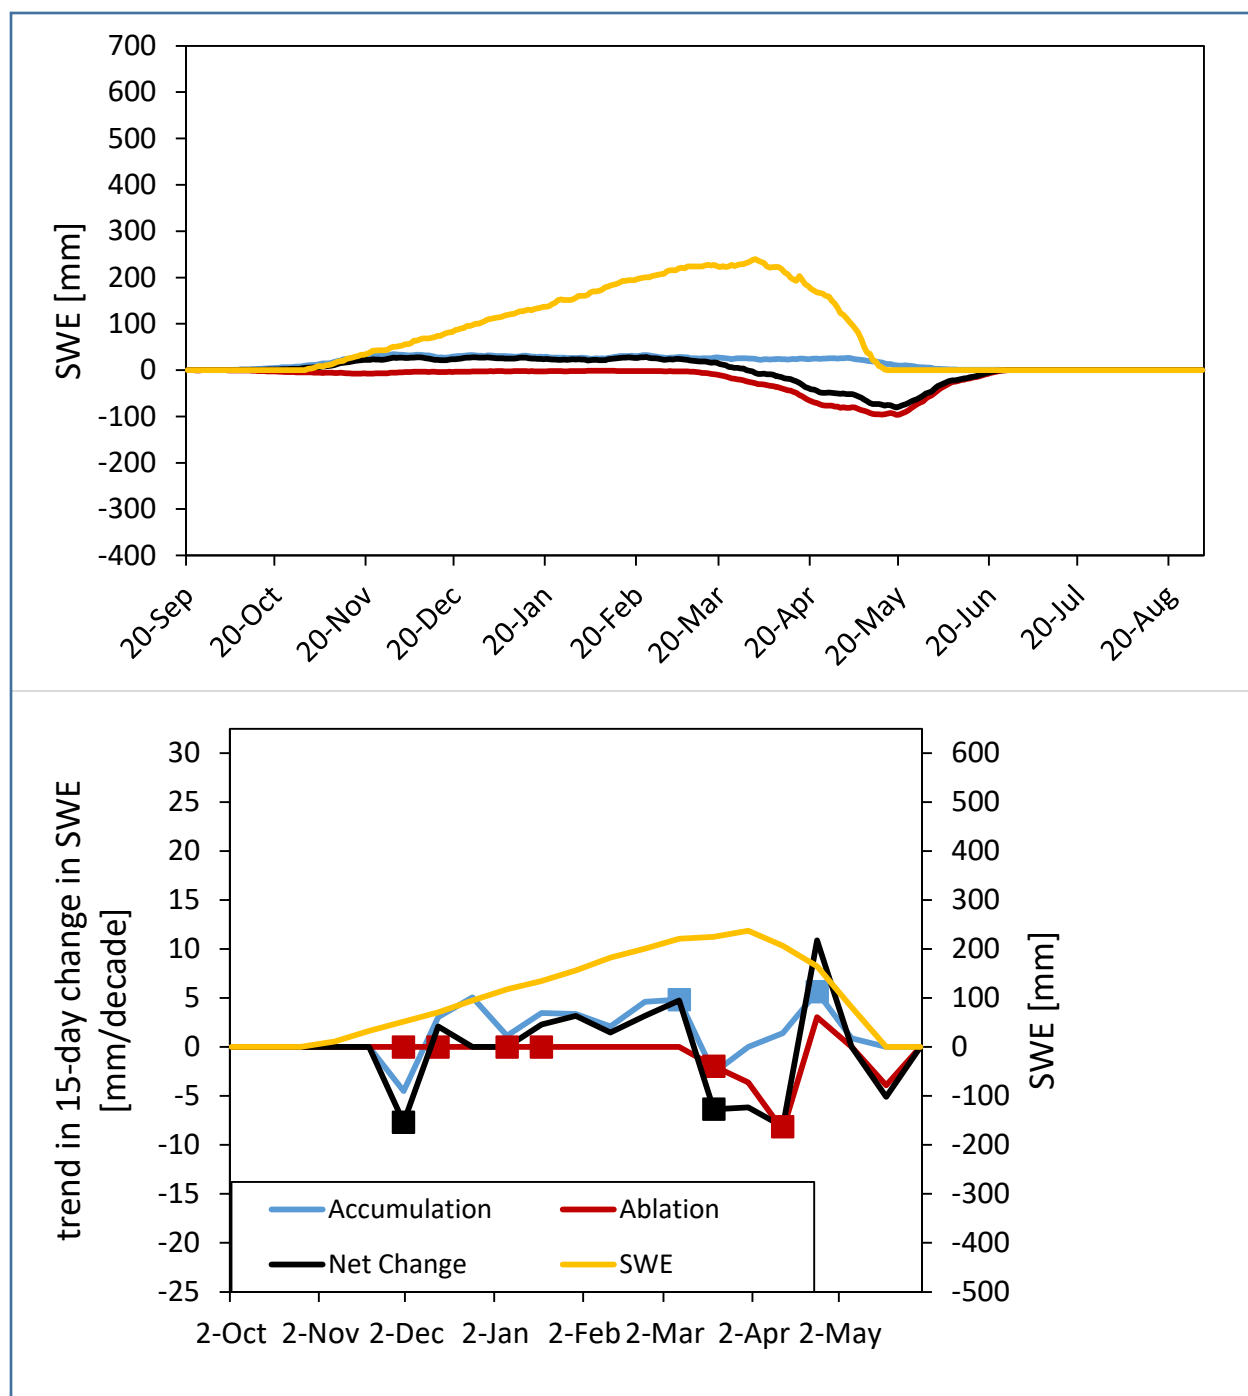 700
600
500
400
300
200
100
0
-100
-200
-300
-400
SWE [mm]
20-Sep
20-Oct
20-Nov
20-Dec
20-Jan
20-Feb
20-Mar
20-Apr
20-May
20-Jun
20-Jul
20-Aug
trend in 15-day change in SWE
[mm/decade]
30
25
20
15
10
5
0
-5
-10
-15
-20
-25
600
500
400
300
200
100
0
-100
-200
-300
-400
-500
SWE [mm]
Accumulation
Ablation
Net Change
SWE
2-Oct
2-Nov
2-Dec
2-Jan
2-Feb
2-Mar
2-Apr
2-May